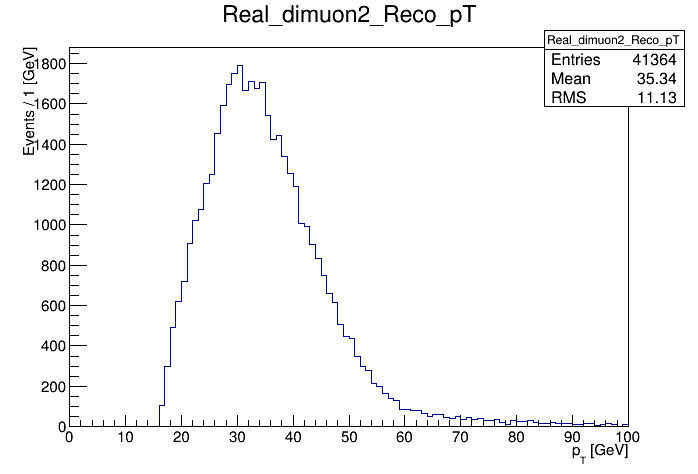 Real_dimuon2_Reco_pT
Real_dimuon2_Reco_pT
Entries 41364
Mean 35.34
RMS 11.13
Events / 1 [GeV]
1800
1600
1400
1200
1000
800
600
400
200
0
0 10 20 30 40 50 60 70 80 90 100
p_T [GeV]